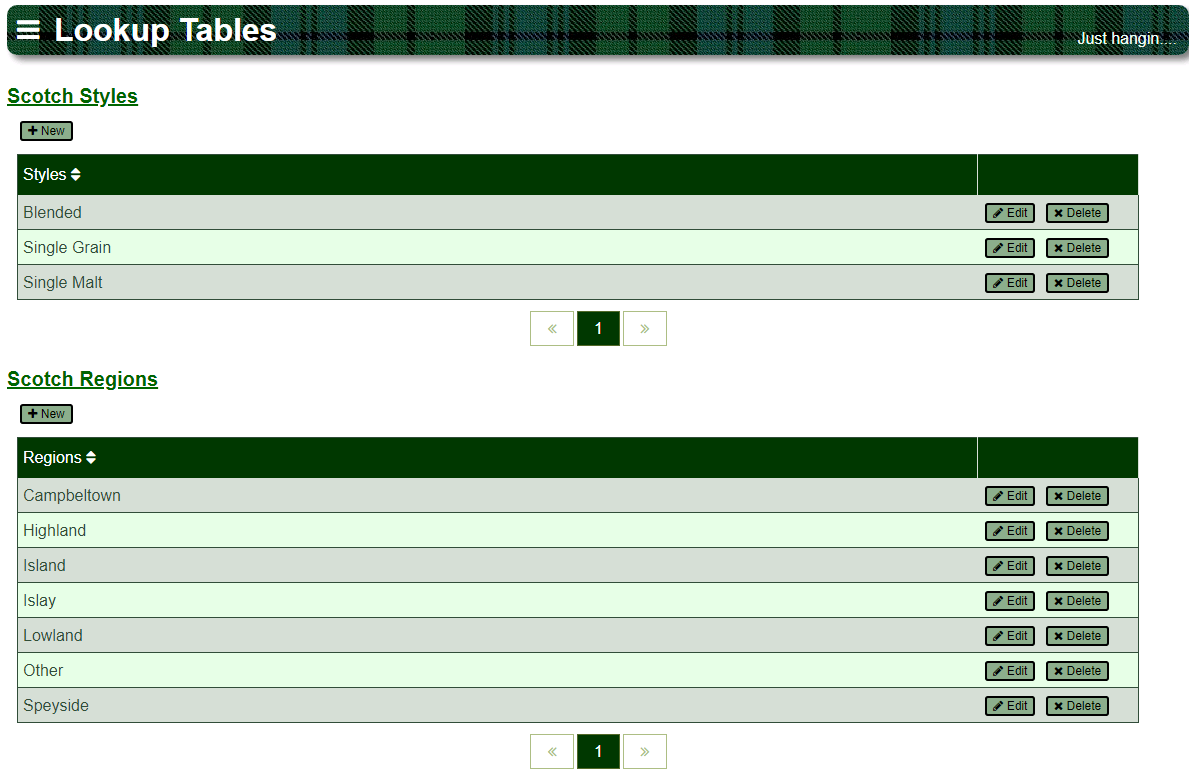 Lookup Tables
Just hangin....
Scotch Styles
New
Styles
Blended Edit Delete
Single Grain Edit Delete
Single Malt Edit Delete
« 1 »
Scotch Regions
New
Regions
Campbeltown Edit Delete
Highland Edit Delete
Island Edit Delete
Islay Edit Delete
Lowland Edit Delete
Other Edit Delete
Speyside Edit Delete
« 1 »